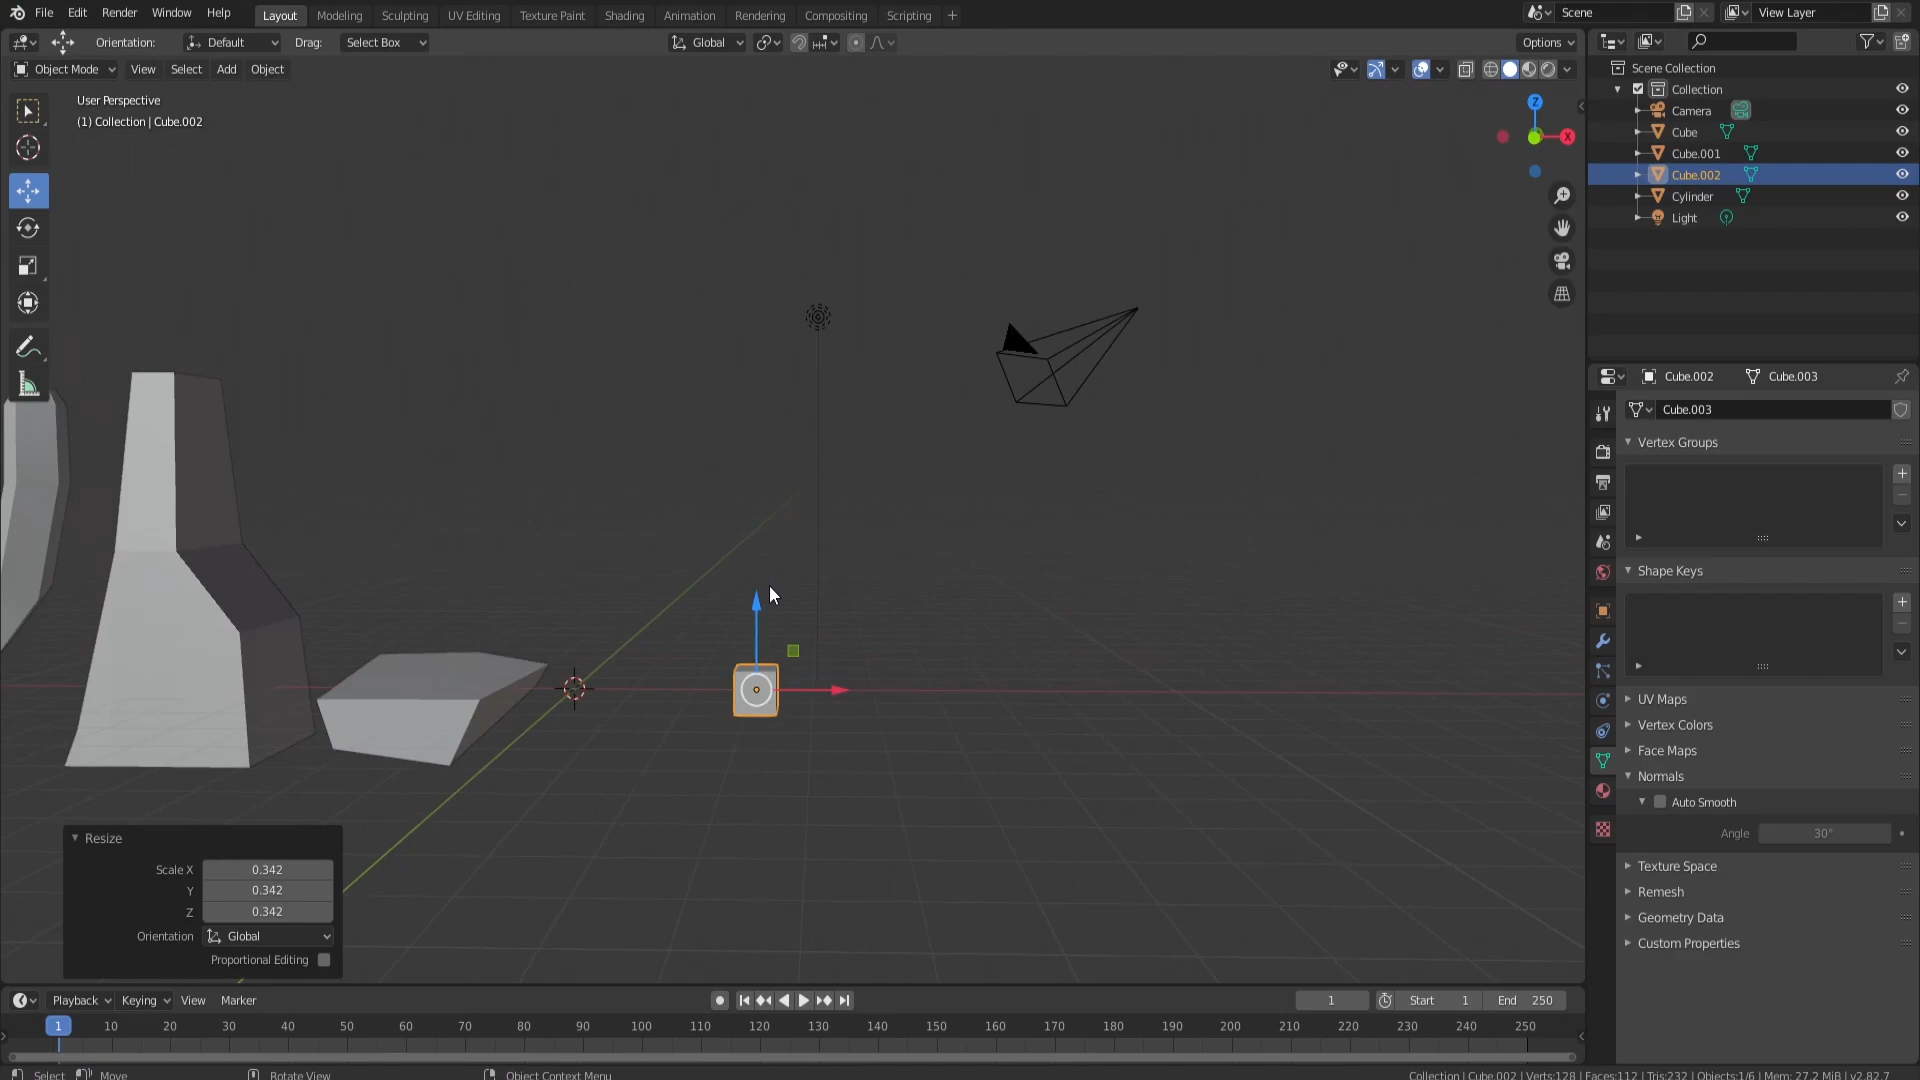 File Edit Render Window Help Layout Modeling Sculpting UV Editing Texture Paint Shading Animation Rendering Compositing Scripting + Scene View Layer
Orientation: Default Drag: Select Box Global Options
Object Mode View Select Add Object
User Perspective
(1) Collection | Cube.002
Z
X
Scene Collection
Collection
Camera
Cube
Cube.001
Cube.002
Cylinder
Light
Cube.002 Cube.003
Cube.003
Vertex Groups
Shape Keys
UV Maps
Vertex Colors
Face Maps
Normals
Auto Smooth
Angle 30°
Texture Space
Remesh
Geometry Data
Custom Properties
Resize
Scale X 0.342
Y 0.342
Z 0.342
Orientation Global
Proportional Editing
Playback Keying View Marker 1 Start 1 End 250
1 10 20 30 40 50 60 70 80 90 100 110 120 130 140 150 160 170 180 190 200 210 220 230 240 250
Select Move Rotate View Object Context Menu Collection | Cube.002 | Verts:128 | Faces:112 | Tris:232 | Objects:1/6 | Mem: 27.2 MiB | v2.82.7